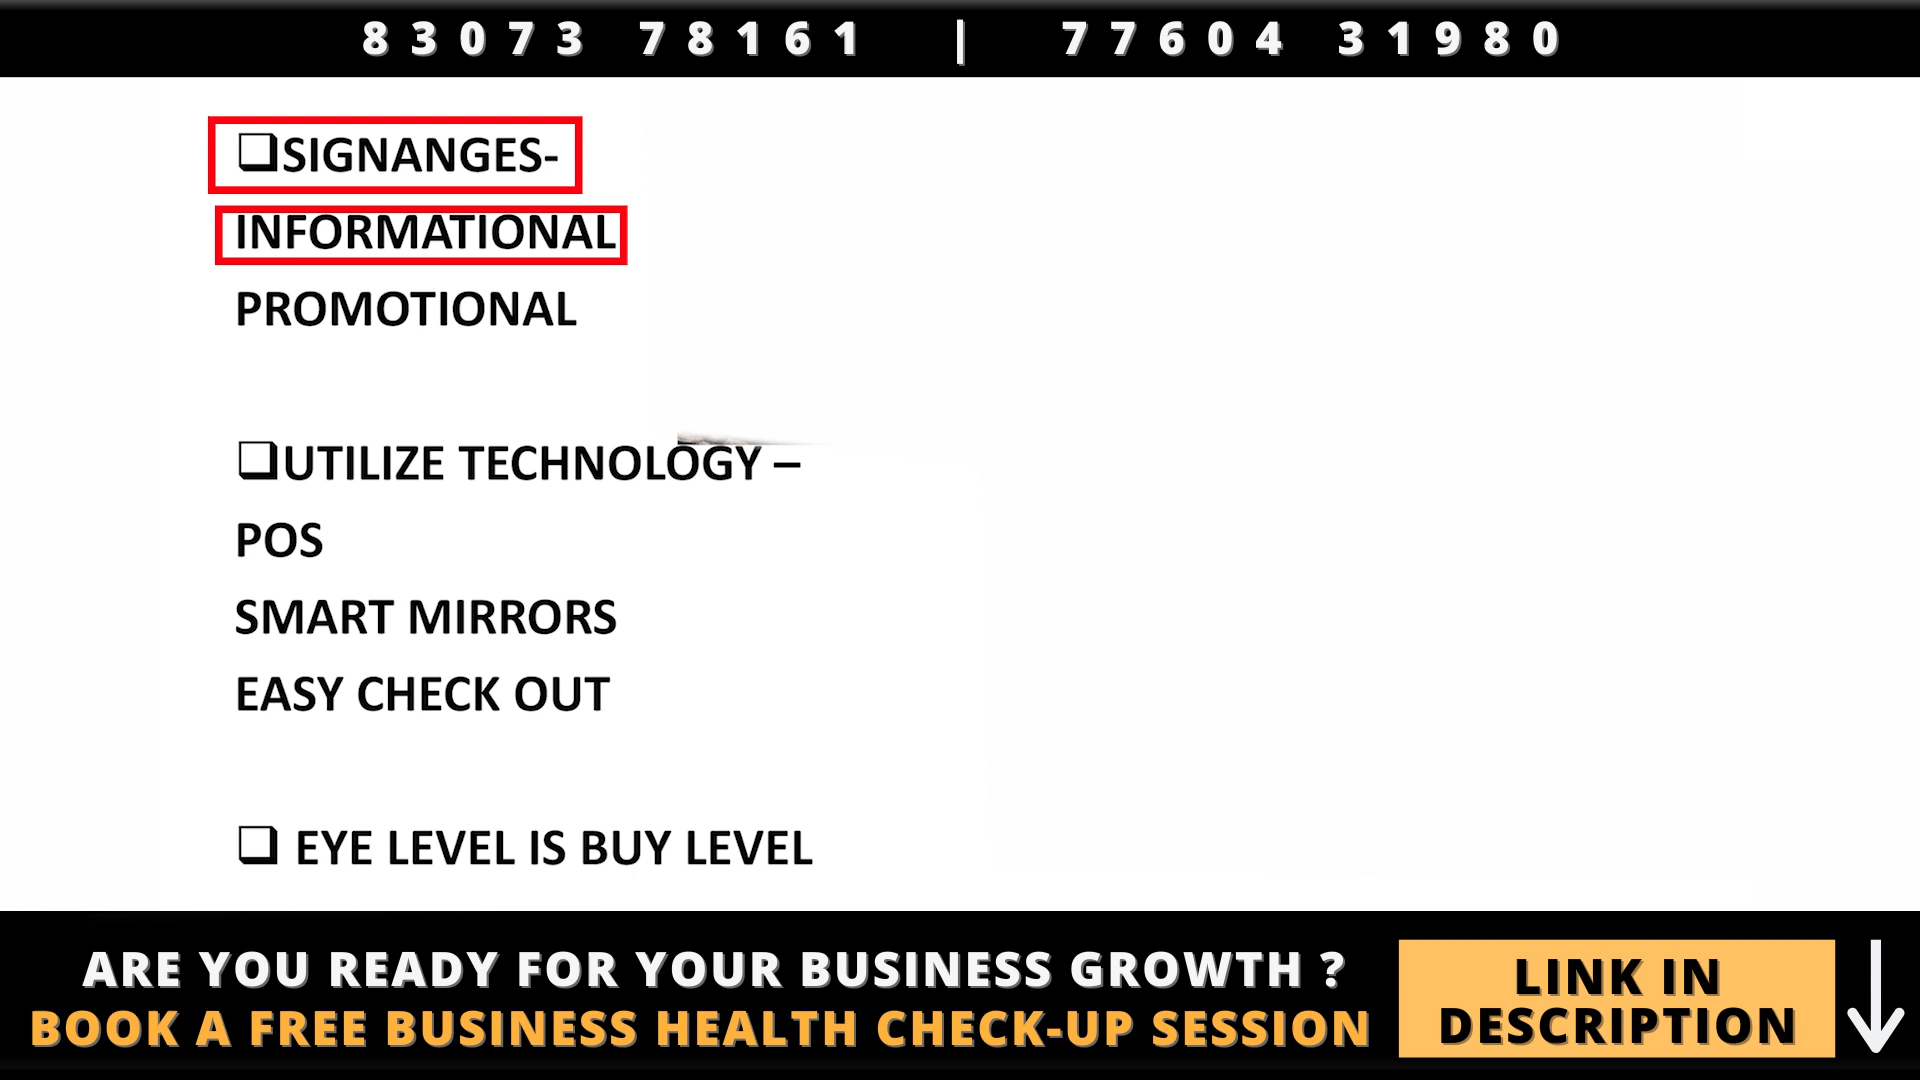 83073 78161 | 77604 31980
❑SIGNANGES-
INFORMATIONAL
PROMOTIONAL
❑UTILIZE TECHNOLOGY –
POS
SMART MIRRORS
EASY CHECK OUT
❑ EYE LEVEL IS BUY LEVEL
ARE YOU READY FOR YOUR BUSINESS GROWTH ?
BOOK A FREE BUSINESS HEALTH CHECK-UP SESSION
LINK IN
DESCRIPTION